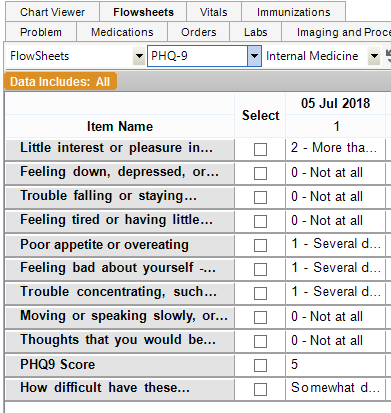 Chart Viewer Flowsheets Vitals Immunizations
Problem Medications Orders Labs Imaging and Proce
FlowSheets PHQ-9 Internal Medicine
Data Includes: All
Item Name Select 05 Jul 2018
1
Little interest or pleasure in... 2 - More tha...
Feeling down, depressed, or... 0 - Not at all
Trouble falling or staying... 0 - Not at all
Feeling tired or having little... 0 - Not at all
Poor appetite or overeating 1 - Several d...
Feeling bad about yourself -... 1 - Several d...
Trouble concentrating, such... 1 - Several d...
Moving or speaking slowly, or... 0 - Not at all
Thoughts that you would be... 0 - Not at all
PHQ9 Score 5
How difficult have these... Somewhat d...